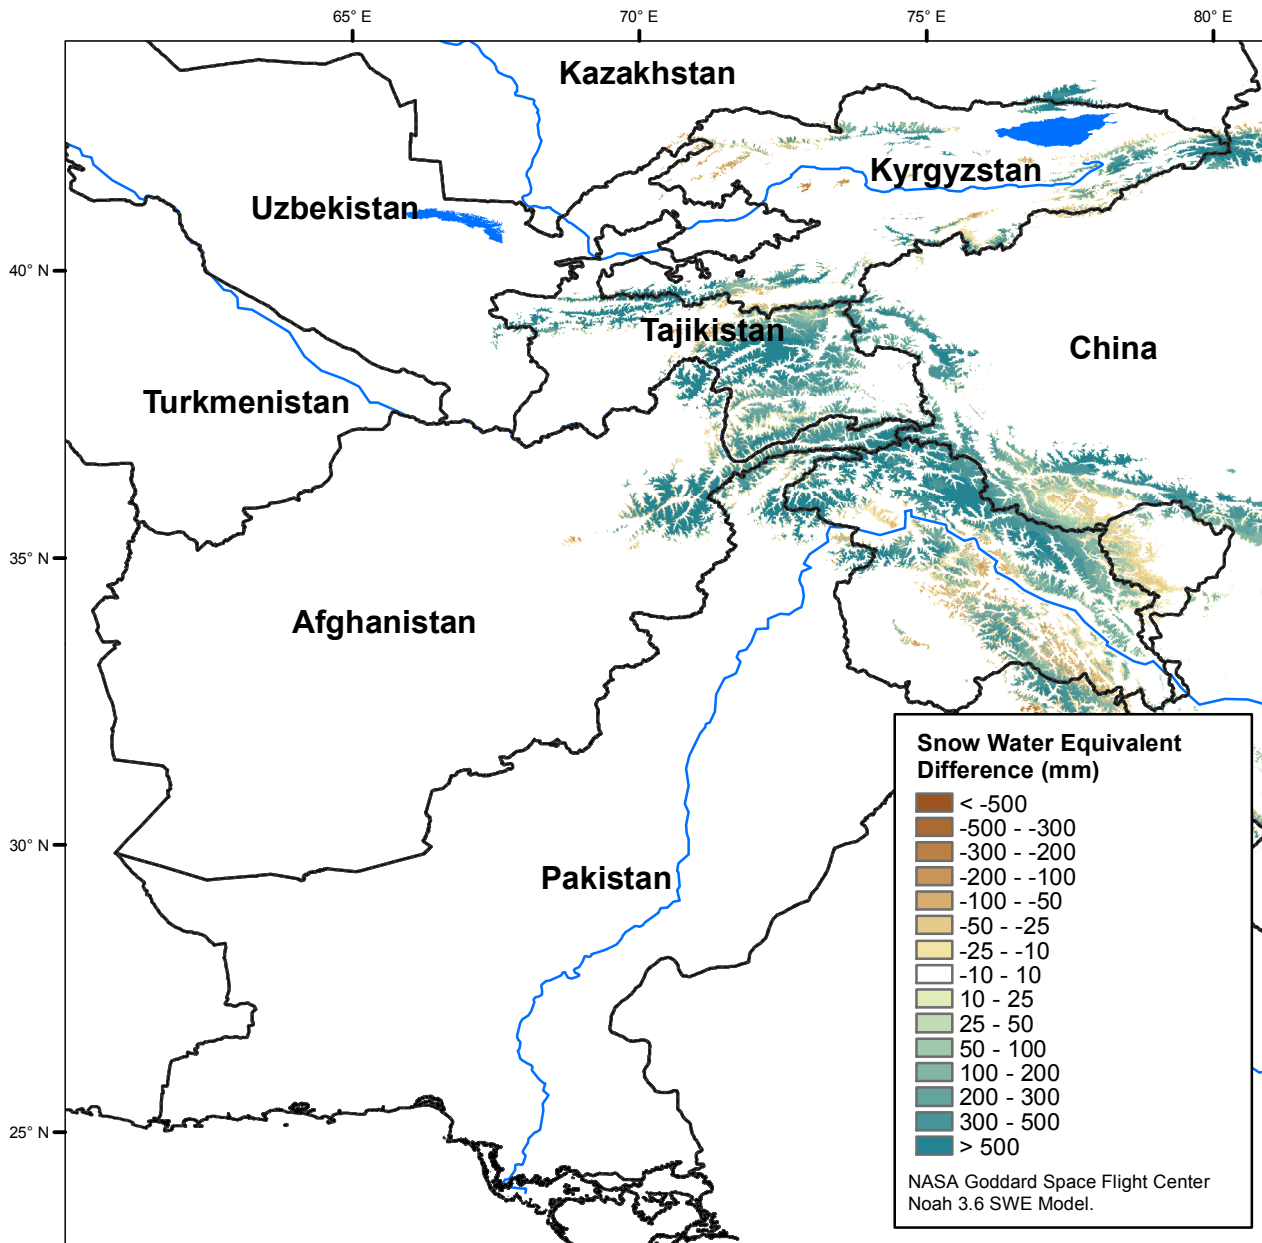 65° E
70° E
75° E
80° E
Kazakhstan
Kyrgyzstan
Uzbekistan
40° N
Tajikistan
China
Turkmenistan
35° N
Afghanistan
30° N
Pakistan
25° N
Snow Water Equivalent
Difference (mm)
< -500
-500 - -300
-300 - -200
-200 - -100
-100 - -50
-50 - -25
-25 - -10
-10 - 10
10 - 25
25 - 50
50 - 100
100 - 200
200 - 300
300 - 500
> 500
NASA Goddard Space Flight Center
Noah 3.6 SWE Model.